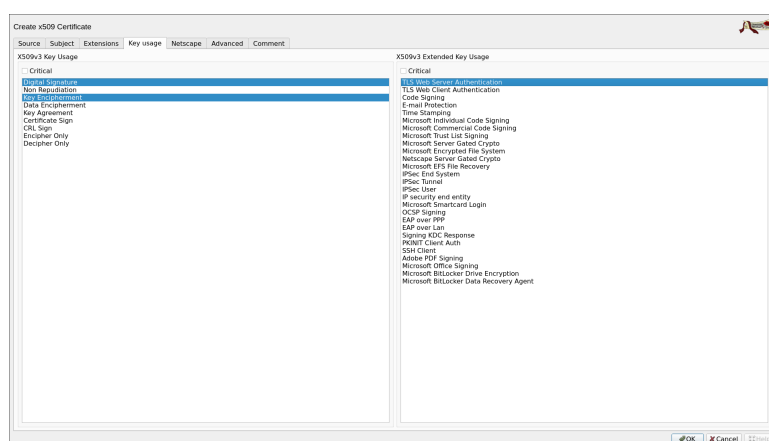 Create x509 Certificate
Source Subject Extensions Key usage Netscape Advanced Comment
X509v3 Key Usage
Critical
Digital Signature
Non Repudiation
Key Encipherment
Data Encipherment
Key Agreement
Certificate Sign
CRL Sign
Encipher Only
Decipher Only
X509v3 Extended Key Usage
Critical
TLS Web Server Authentication
TLS Web Client Authentication
Code Signing
E-mail Protection
Time Stamping
Microsoft Individual Code Signing
Microsoft Commercial Code Signing
Microsoft Trust List Signing
Microsoft Server Gated Crypto
Microsoft Encrypted File System
Netscape Server Gated Crypto
Microsoft EFS File Recovery
IPSec End System
IPSec Tunnel
IPSec User
IP security end entity
Microsoft Smartcard Login
OCSP Signing
EAP over PPP
EAP over Lan
Signing KDC Response
PKINIT Client Auth
SSH Client
Adobe PDF Signing
Microsoft Office Signing
Microsoft BitLocker Drive Encryption
Microsoft BitLocker Data Recovery Agent
OK Cancel Help